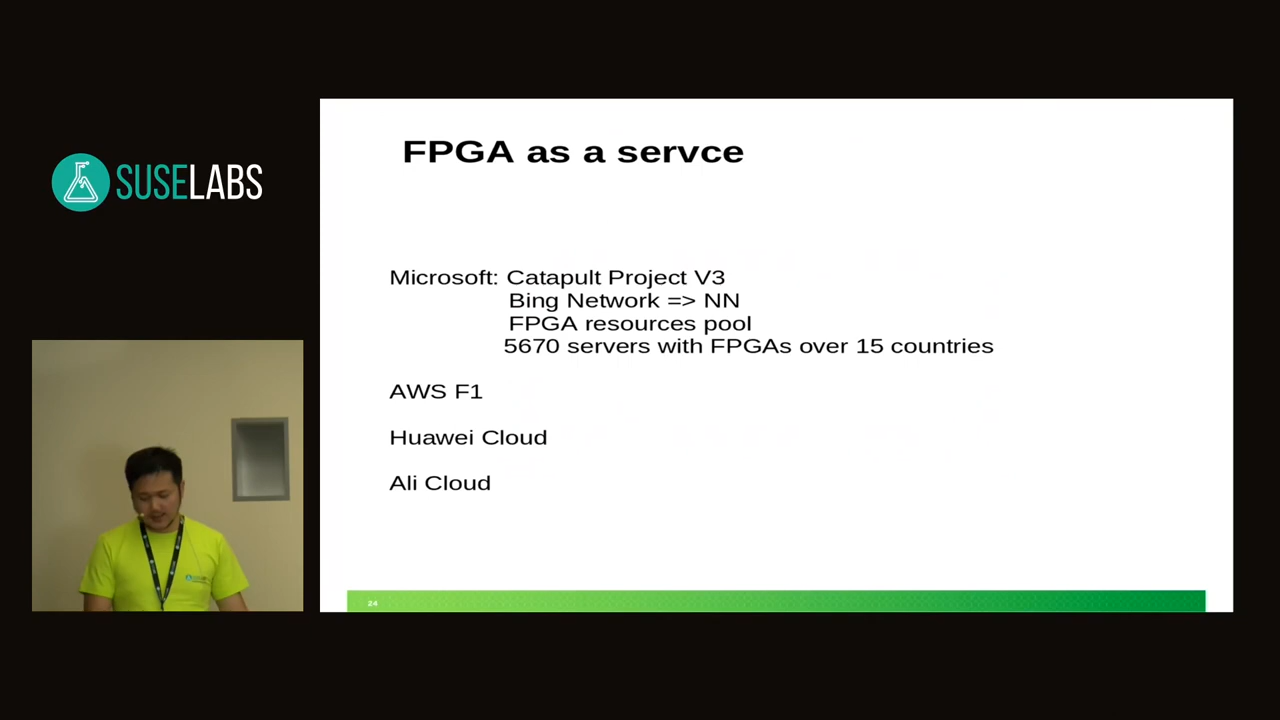 SUSELABS
FPGA as a servce
Microsoft: Catapult Project V3
Bing Network => NN
FPGA resources pool
5670 servers with FPGAs over 15 countries
AWS F1
Huawei Cloud
Ali Cloud
24